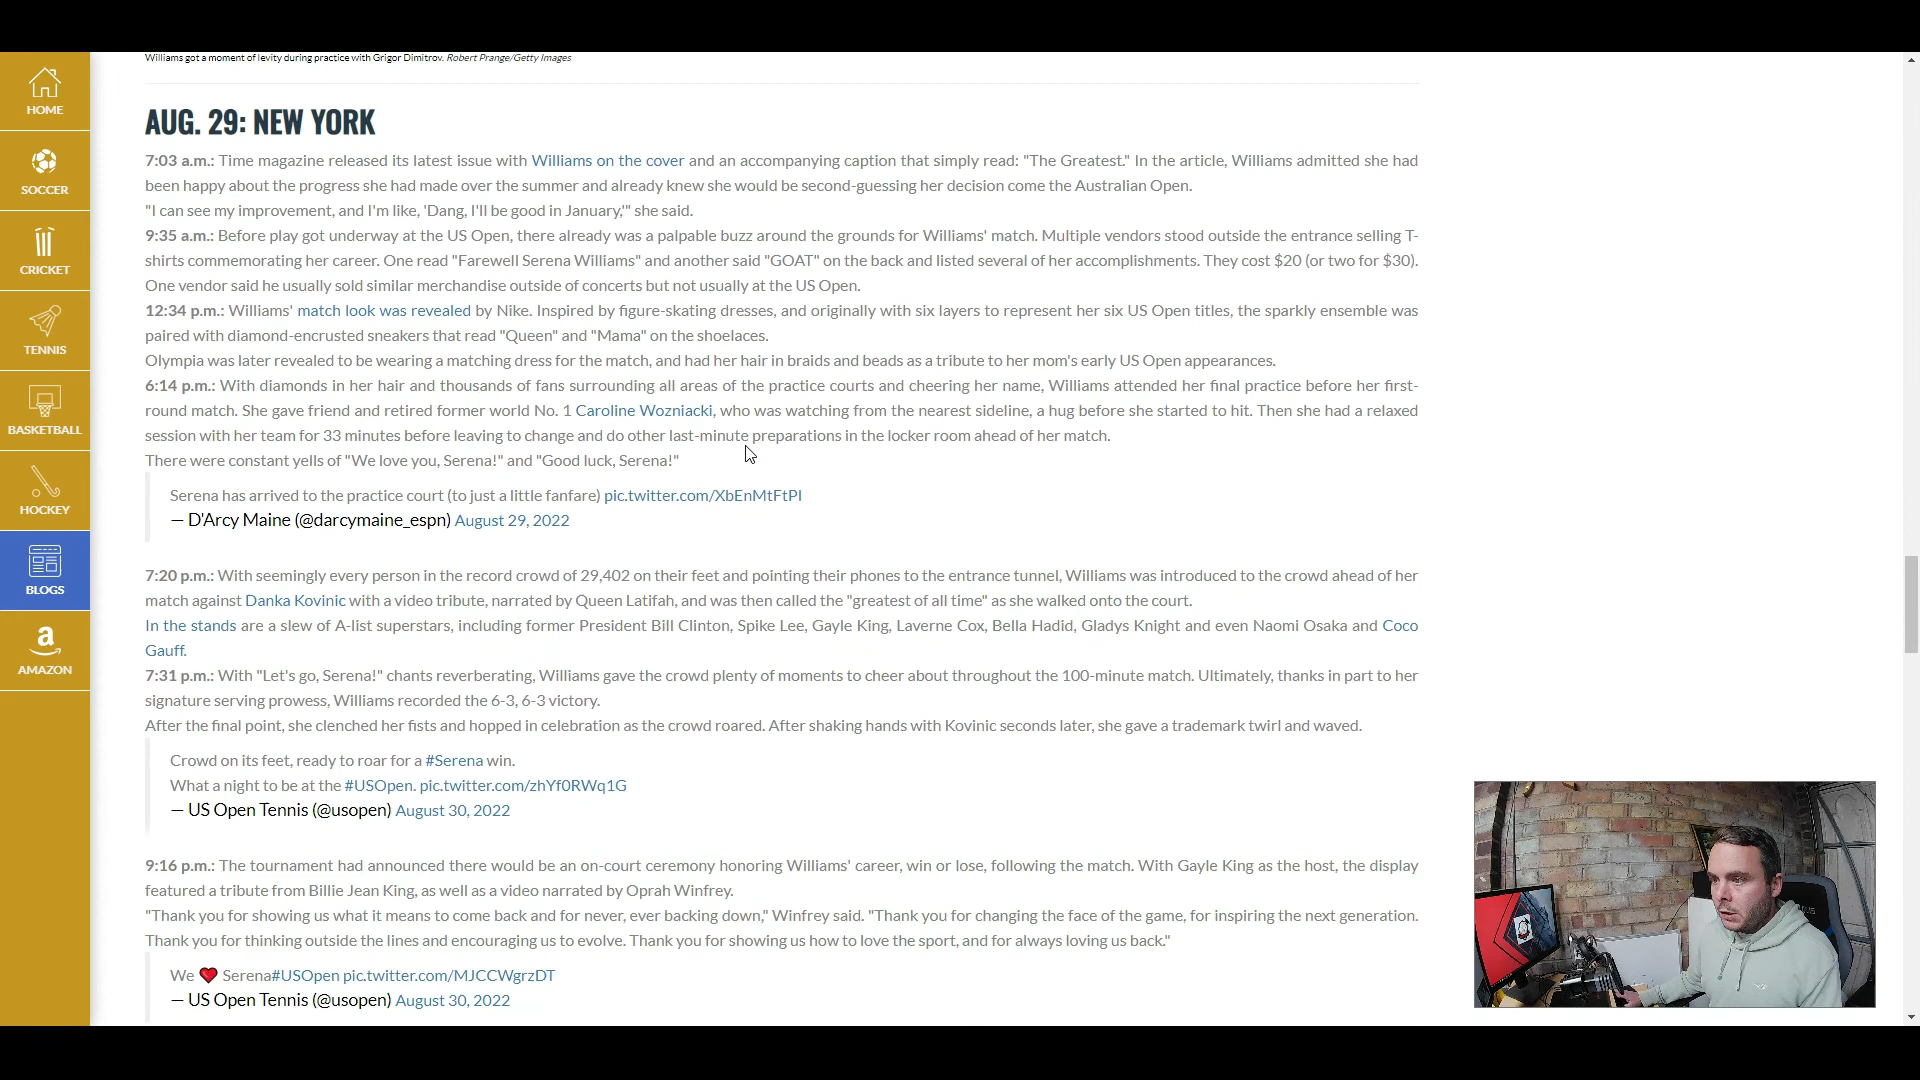 Williams got a moment of levity during practice with Grigor Dimitrov. Robert Prange/Getty Images
HOME
SOCCER
CRICKET
TENNIS
BASKETBALL
HOCKEY
BLOGS
AMAZON
AUG. 29: NEW YORK
7:03 a.m.: Time magazine released its latest issue with Williams on the cover and an accompanying caption that simply read: "The Greatest." In the article, Williams admitted she had
been happy about the progress she had made over the summer and already knew she would be second-guessing her decision come the Australian Open.
"I can see my improvement, and I'm like, 'Dang, I'll be good in January,'" she said.
9:35 a.m.: Before play got underway at the US Open, there already was a palpable buzz around the grounds for Williams' match. Multiple vendors stood outside the entrance selling T-
shirts commemorating her career. One read "Farewell Serena Williams" and another said "GOAT" on the back and listed several of her accomplishments. They cost $20 (or two for $30).
One vendor said he usually sold similar merchandise outside of concerts but not usually at the US Open.
12:34 p.m.: Williams' match look was revealed by Nike. Inspired by figure-skating dresses, and originally with six layers to represent her six US Open titles, the sparkly ensemble was
paired with diamond-encrusted sneakers that read "Queen" and "Mama" on the shoelaces.
Olympia was later revealed to be wearing a matching dress for the match, and had her hair in braids and beads as a tribute to her mom's early US Open appearances.
6:14 p.m.: With diamonds in her hair and thousands of fans surrounding all areas of the practice courts and cheering her name, Williams attended her final practice before her first-
round match. She gave friend and retired former world No. 1 Caroline Wozniacki, who was watching from the nearest sideline, a hug before she started to hit. Then she had a relaxed
session with her team for 33 minutes before leaving to change and do other last-minute preparations in the locker room ahead of her match.
There were constant yells of "We love you, Serena!" and "Good luck, Serena!"
Serena has arrived to the practice court (to just a little fanfare) pic.twitter.com/XbEnMtFtPI
— D'Arcy Maine (@darcymaine_espn) August 29, 2022
7:20 p.m.: With seemingly every person in the record crowd of 29,402 on their feet and pointing their phones to the entrance tunnel, Williams was introduced to the crowd ahead of her
match against Danka Kovinic with a video tribute, narrated by Queen Latifah, and was then called the "greatest of all time" as she walked onto the court.
In the stands are a slew of A-list superstars, including former President Bill Clinton, Spike Lee, Gayle King, Laverne Cox, Bella Hadid, Gladys Knight and even Naomi Osaka and Coco
Gauff.
7:31 p.m.: With "Let's go, Serena!" chants reverberating, Williams gave the crowd plenty of moments to cheer about throughout the 100-minute match. Ultimately, thanks in part to her
signature serving prowess, Williams recorded the 6-3, 6-3 victory.
After the final point, she clenched her fists and hopped in celebration as the crowd roared. After shaking hands with Kovinic seconds later, she gave a trademark twirl and waved.
Crowd on its feet, ready to roar for a #Serena win.
What a night to be at the #USOpen. pic.twitter.com/zhYf0RWq1G
— US Open Tennis (@usopen) August 30, 2022
9:16 p.m.: The tournament had announced there would be an on-court ceremony honoring Williams' career, win or lose, following the match. With Gayle King as the host, the display
featured a tribute from Billie Jean King, as well as a video narrated by Oprah Winfrey.
"Thank you for showing us what it means to come back and for never, ever backing down," Winfrey said. "Thank you for changing the face of the game, for inspiring the next generation.
Thank you for thinking outside the lines and encouraging us to evolve. Thank you for showing us how to love the sport, and for always loving us back."
We ❤ Serena#USOpen pic.twitter.com/MJCCWgrzDT
— US Open Tennis (@usopen) August 30, 2022